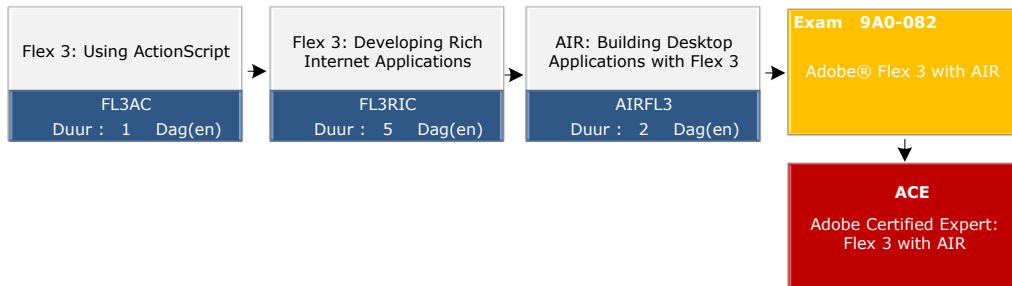 Flex 3: Using ActionScript
FL3AC
Duur : 1 Dag(en)
Flex 3: Developing Rich
Internet Applications
FL3RIC
Duur : 5 Dag(en)
AIR: Building Desktop
Applications with Flex 3
AIRFL3
Duur : 2 Dag(en)
Exam 9A0-082
Adobe® Flex 3 with AIR
ACE
Adobe Certified Expert:
Flex 3 with AIR